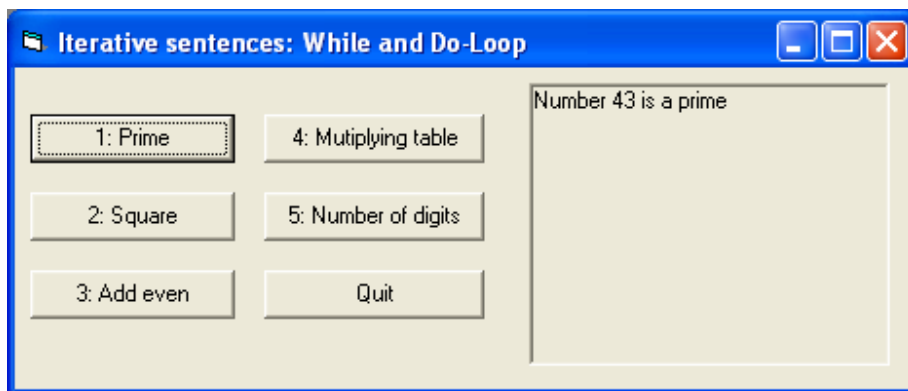 Iterative sentences: While and Do-Loop
Number 43 is a prime
1: Prime
4: Mutiplying table
2: Square
5: Number of digits
3: Add even
Quit